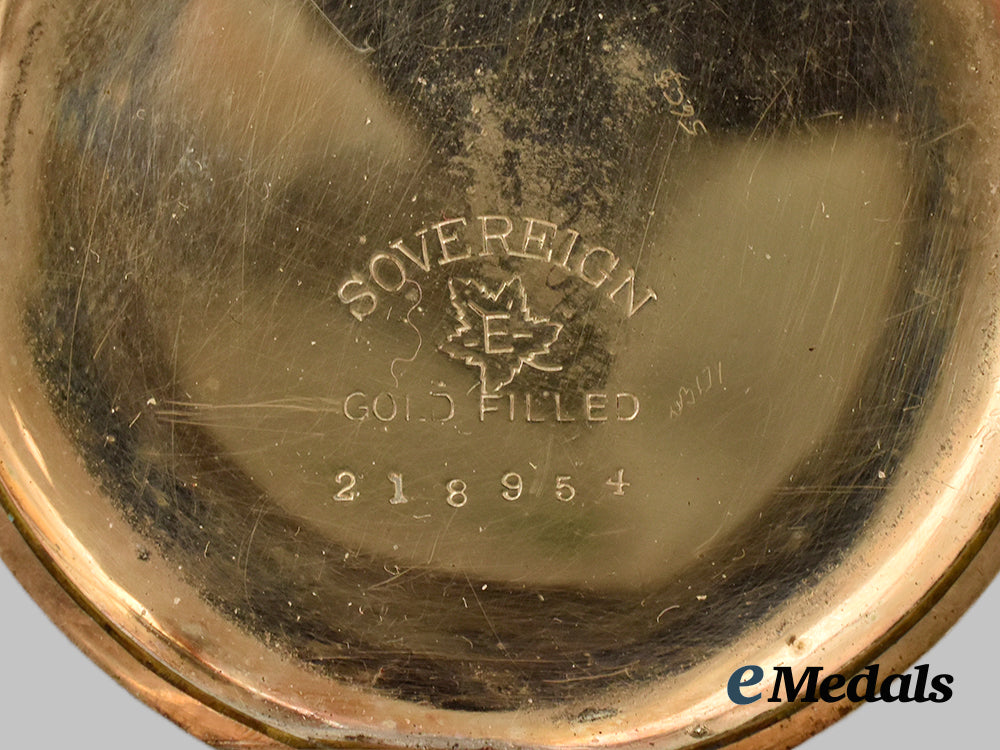 SOVEREIGN
E
GOLD FILLED
218954
eMedals